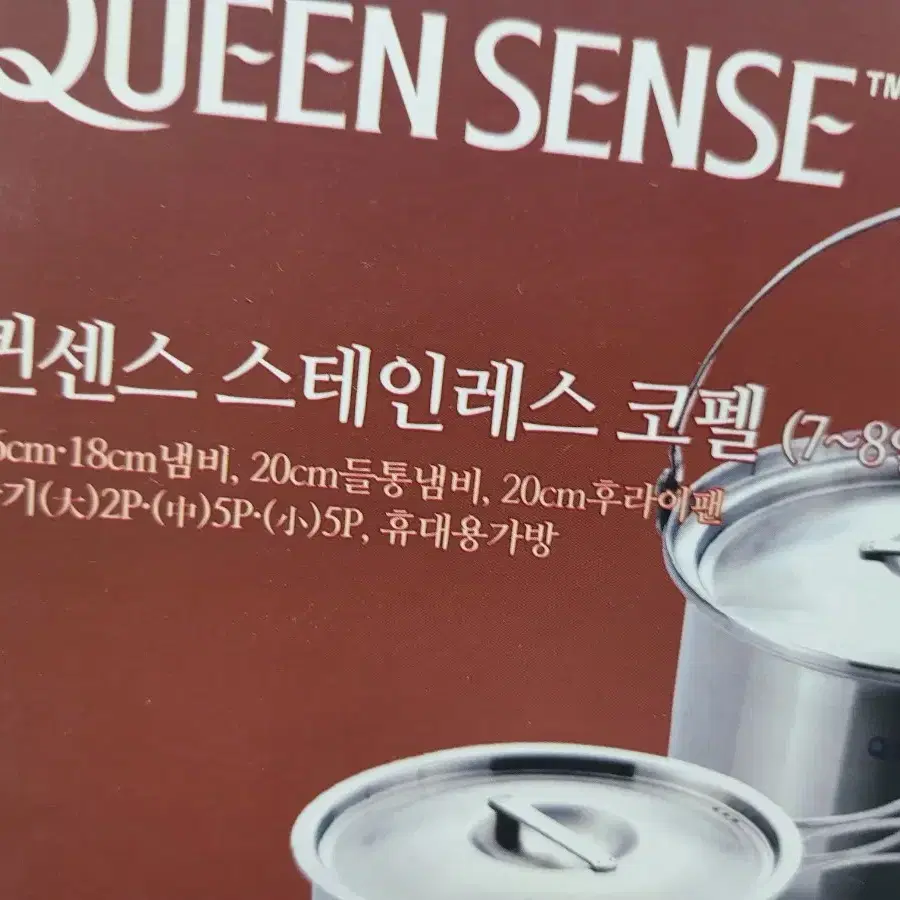 QUEEN SENSE™
퀸센스 스테인레스 코펠 (7~8
6cm·18cm냄비, 20cm들통냄비, 20cm후라이팬
기(大)2P·(中)5P·(小)5P, 휴대용가방